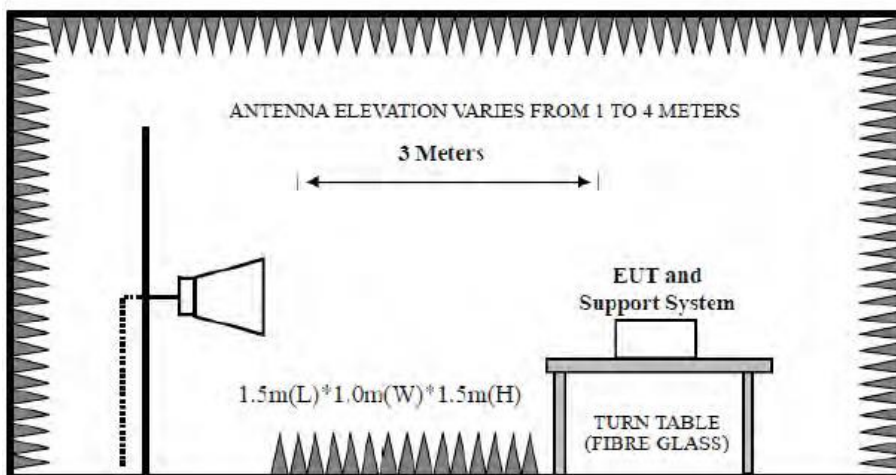 ANTENNA ELEVATION VARIES FROM 1 TO 4 METERS
3 Meters
EUT and
Support System
1.5m(L)*1.0m(W)*1.5m(H)
TURN TABLE
(FIBRE GLASS)